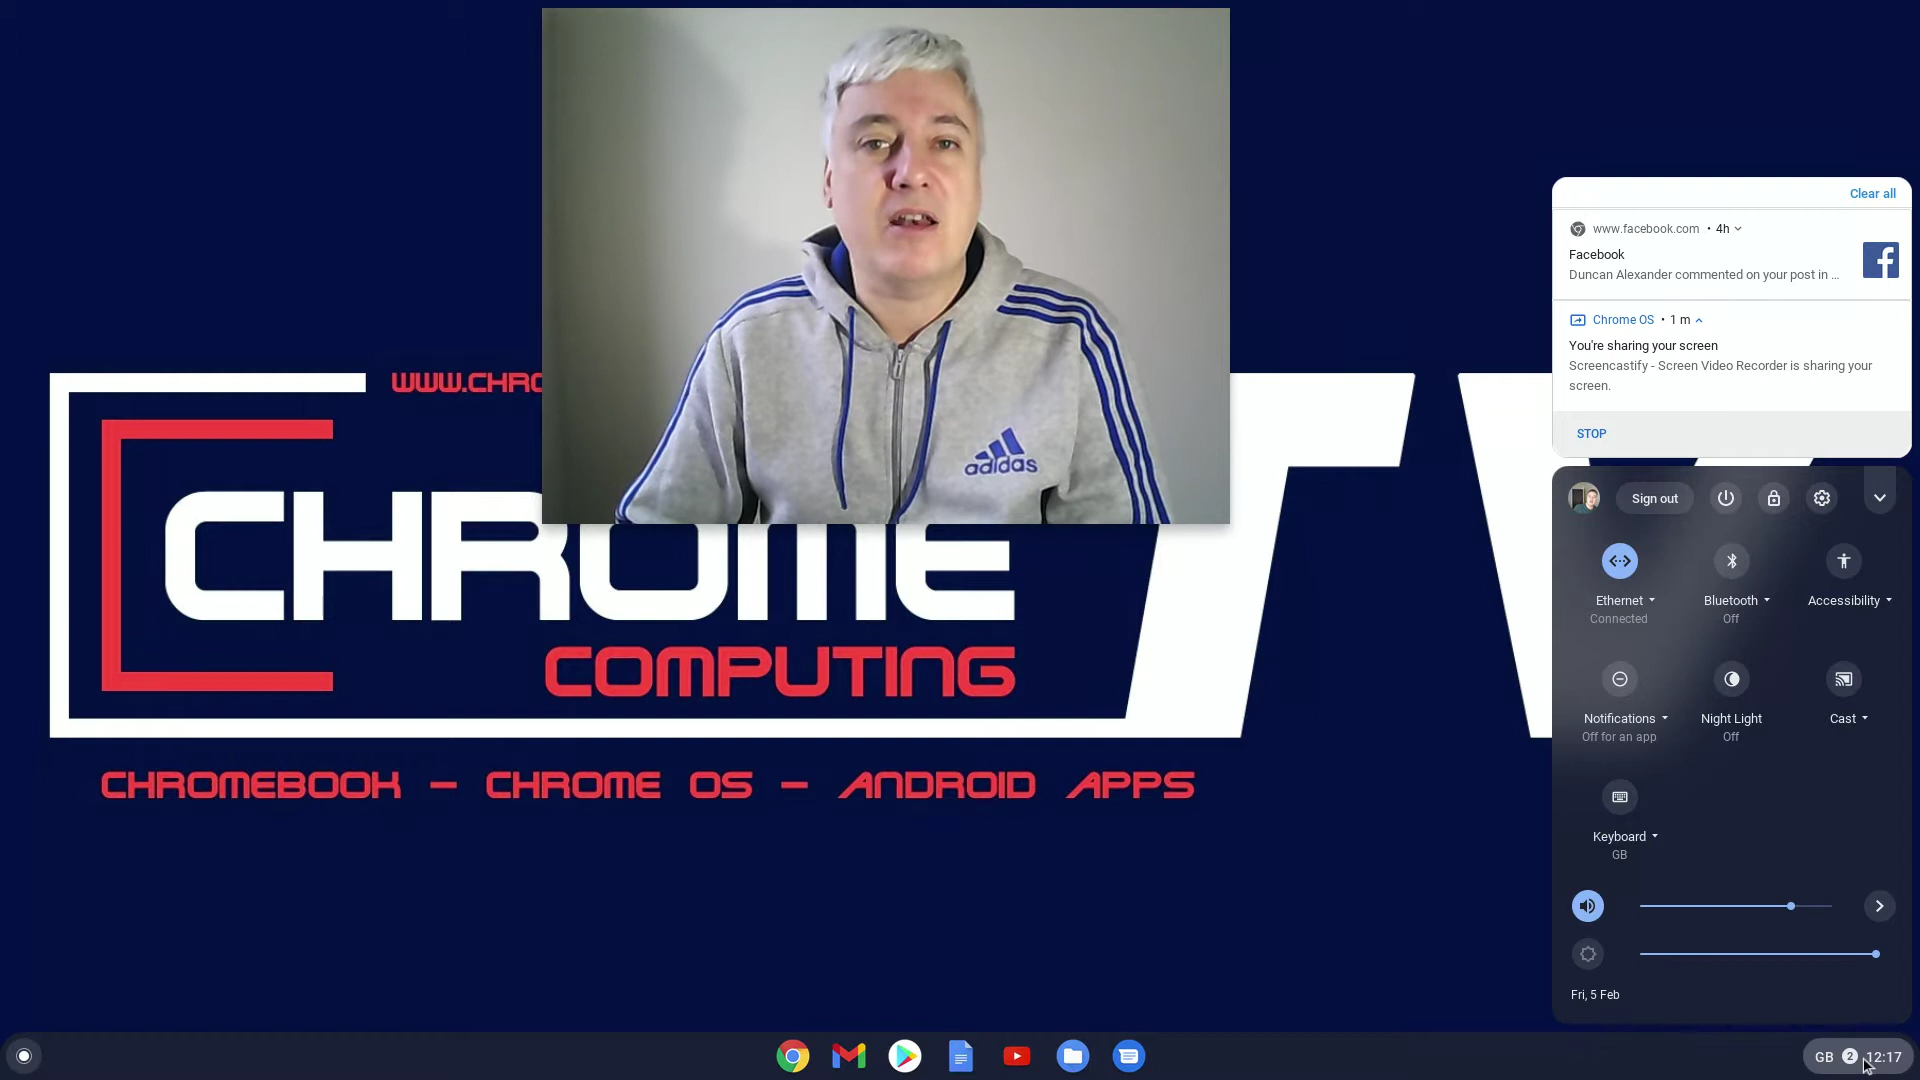 WWW.CHRO
CHROME
COMPUTING
TV
CHROMEBOOK - CHROME OS - ANDROID APPS
adidas
Clear all
www.facebook.com • 4h
Facebook
Duncan Alexander commented on your post in ...
Chrome OS • 1 m
You're sharing your screen
Screencastify - Screen Video Recorder is sharing your
screen.
STOP
Sign out
Ethernet
Connected
Bluetooth
Off
Accessibility
Notifications
Off for an app
Night Light
Off
Cast
Keyboard
GB
Fri, 5 Feb
GB 2 12:17